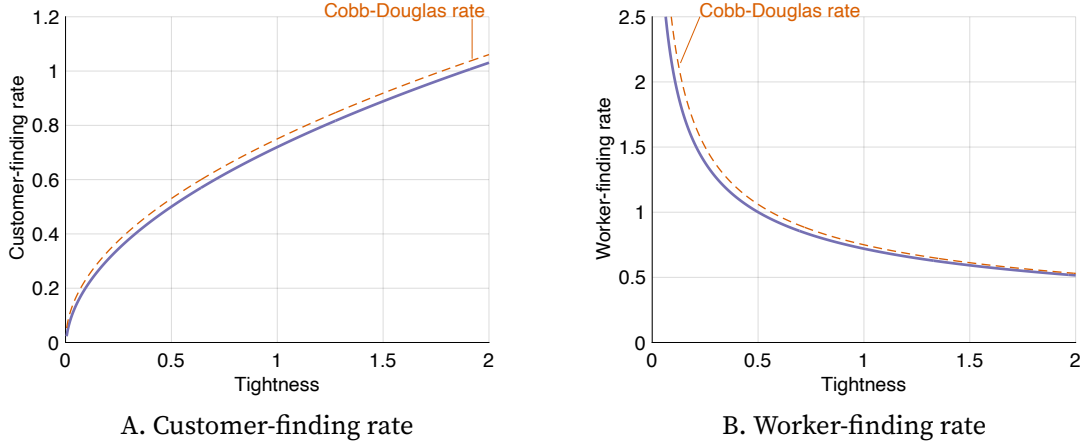 Cobb-Douglas rate
1.2
1
0.8
0.6
0.4
0.2
0
Customer-finding rate
0
0.5
1
1.5
2
Tightness
A. Customer-finding rate
Cobb-Douglas rate
2.5
2
1.5
1
0.5
0
Worker-finding rate
0
0.5
1
1.5
2
Tightness
B. Worker-finding rate